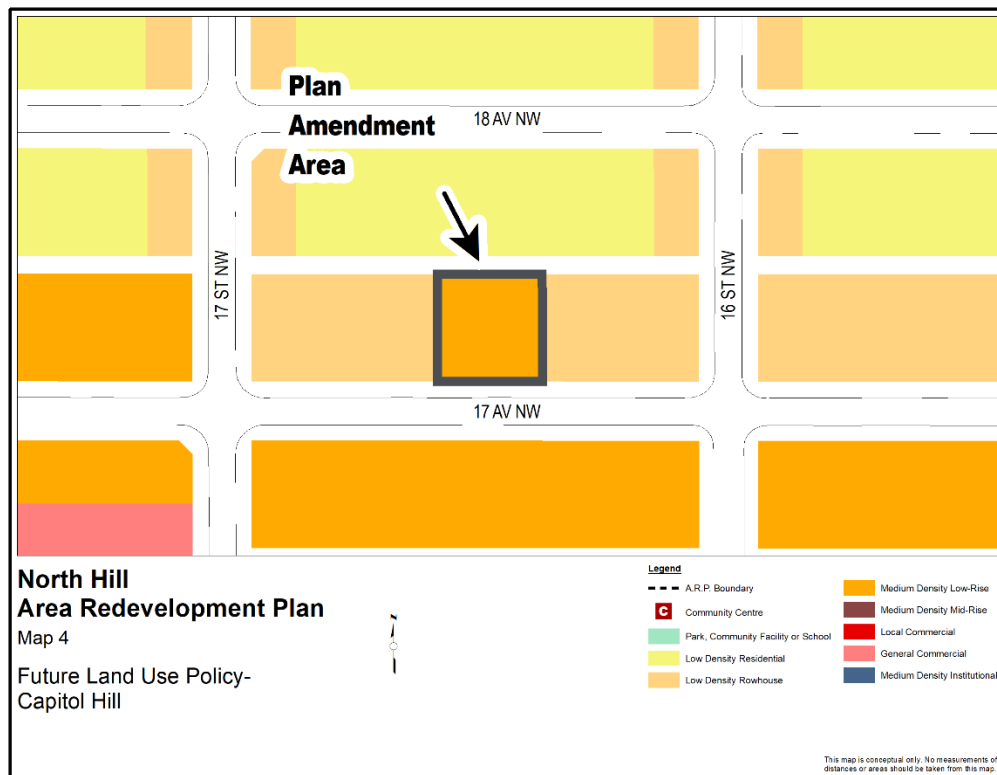 Plan
Amendment
Area
18 AV NW
17 ST NW
16 ST NW
17 AV NW
North Hill
Area Redevelopment Plan
Map 4
Future Land Use Policy-
Capitol Hill
N
Legend
A.R.P. Boundary
C Community Centre
Park, Community Facility or School
Low Density Residential
Low Density Rowhouse
Medium Density Low-Rise
Medium Density Mid-Rise
Local Commercial
General Commercial
Medium Density Institutional
This map is conceptual only. No measurements of
distances or areas should be taken from this map.